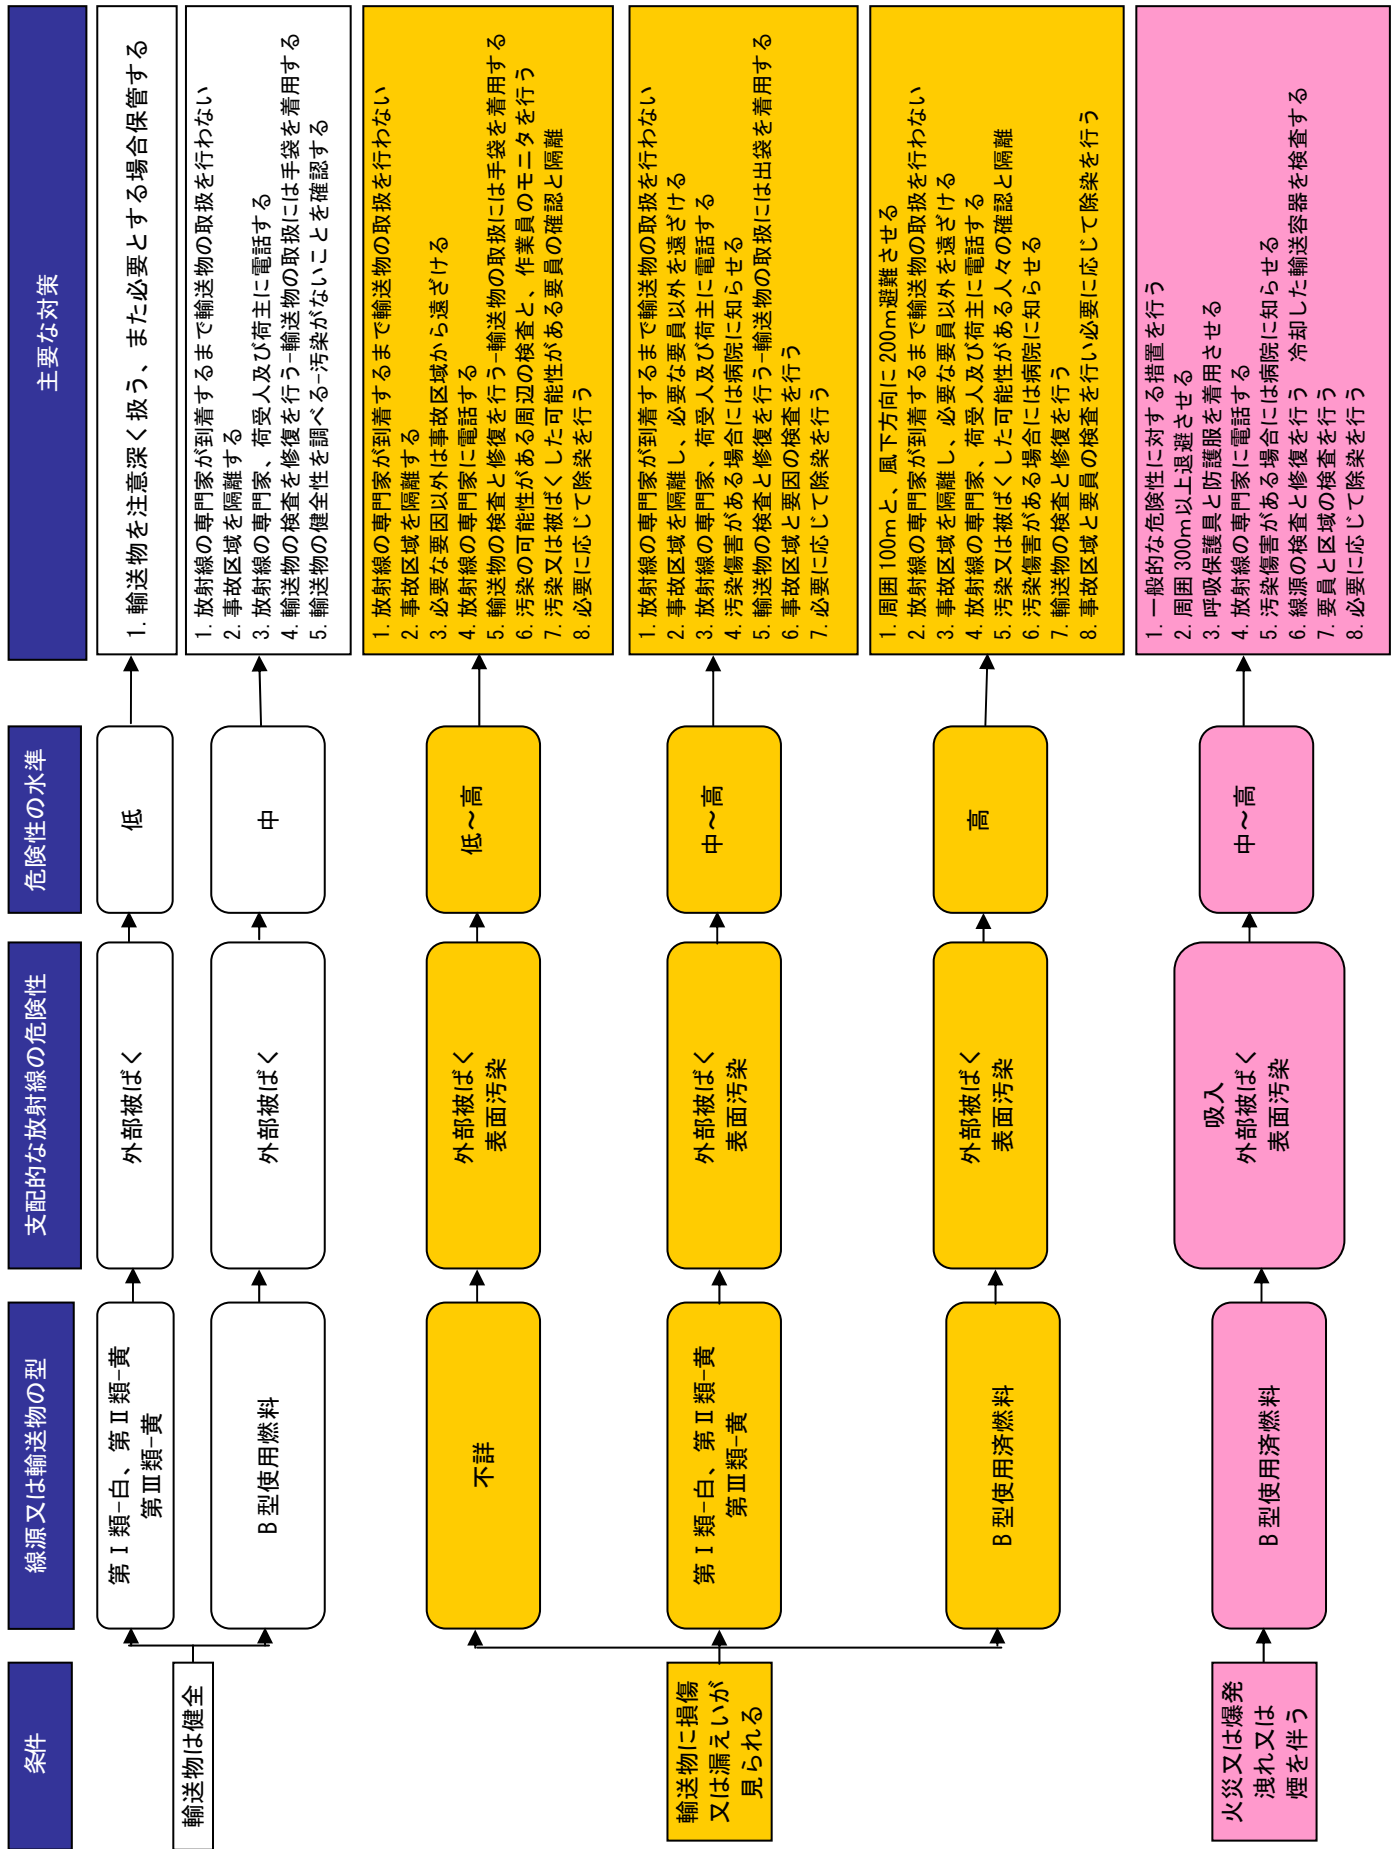 条件
線源又は輸送物の型
支配的な放射線の危険性
危険性の水準
主要な対策
輸送物は健全
第Ⅰ類-白、第Ⅱ類-黄
第Ⅲ類-黄
外部被ばく
低
1. 輸送物を注意深く扱う、また必要とする場合保管する
B型使用燃料
外部被ばく
中
1. 放射線の専門家が到着するまで輸送物の取扱を行わない
2. 事故区域を隔離する
3. 放射線の専門家、荷受人及び荷主に電話する
4. 輸送物の検査を修復を行う-輸送物の取扱には手袋を着用する
5. 輸送物の健全性を調べる-汚染がないことを確認する
輸送物に損傷
又は漏えいが
見られる
不詳
外部被ばく
表面汚染
低～高
1. 放射線の専門家が到着するまで輸送物の取扱を行わない
2. 事故区域を隔離する
3. 必要な要因以外は事故区域から遠ざける
4. 放射線の専門家に電話する
5. 輸送物の検査と修復を行う-輸送物の取扱には手袋を着用する
6. 汚染の可能性がある周辺の検査と、作業員のモニタを行う
7. 汚染又は被ばくした可能性がある要員の確認と隔離
8. 必要に応じて除染を行う
第Ⅰ類-白、第Ⅱ類-黄
第Ⅲ類-黄
外部被ばく
表面汚染
中～高
1. 放射線の専門家が到着するまで輸送物の取扱を行わない
2. 事故区域を隔離し、必要な要員以外を遠ざける
3. 放射線の専門家、荷受人及び荷主に電話する
4. 汚染傷害がある場合には病院に知らせる
5. 輸送物の検査と修復を行う-輸送物の取扱には出袋を着用する
6. 事故区域と要因の検査を行う
7. 必要に応じて除染を行う
B型使用済燃料
外部被ばく
表面汚染
高
1. 周囲100mと、風下方向に200m避難させる
2. 放射線の専門家が到着するまで輸送物の取扱を行わない
3. 事故区域を隔離し、必要な要員以外を遠ざける
4. 放射線の専門家、荷受人及び荷主に電話する
5. 汚染又は被ばくした可能性がある人々の確認と隔離
6. 汚染傷害がある場合には病院に知らせる
7. 輸送物の検査と修復を行う
8. 事故区域と要員の検査を行い必要に応じて除染を行う
火災又は爆発
洩れ又は
煙を伴う
B型使用済燃料
吸入
外部被ばく
表面汚染
中～高
1. 一般的な危険性に対する措置を行う
2. 周囲300m以上退避させる
3. 呼吸保護具と防護服を着用させる
4. 放射線の専門家に電話する
5. 汚染傷害がある場合には病院に知らせる
6. 線源の検査と修復を行う 冷却した輸送容器を検査する
7. 要員と区域の検査を行う
8. 必要に応じて除染を行う